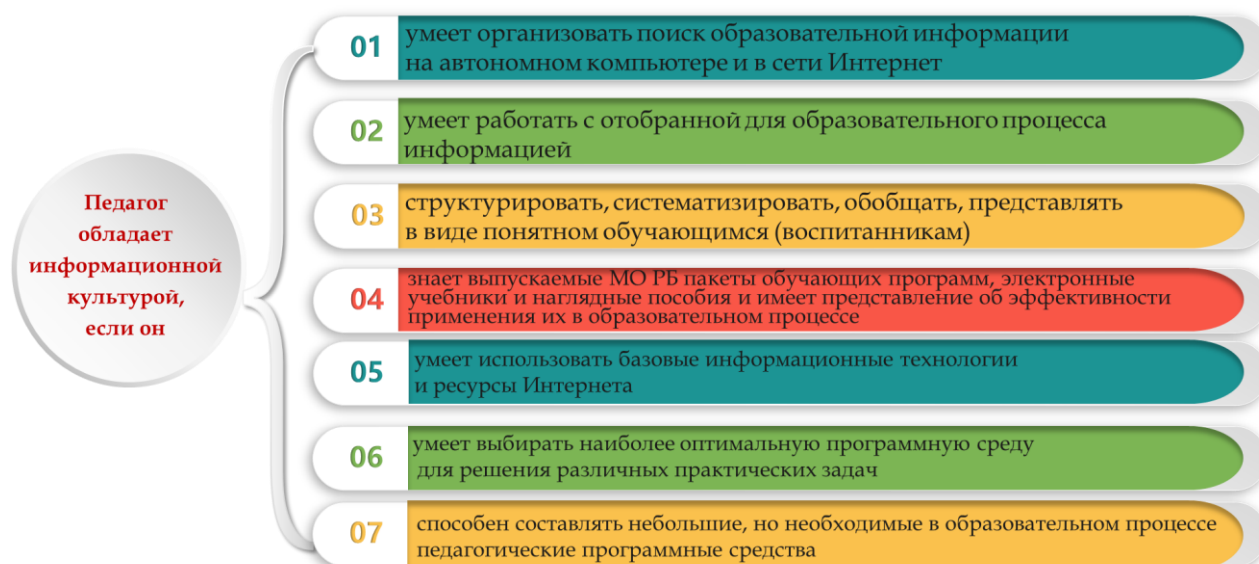 Педагог
обладает
информационной
культурой,
если он
01
умеет организовать поиск образовательной информации
на автономном компьютере и в сети Интернет
02
умеет работать с отобранной для образовательного процесса
информацией
03
структурировать, систематизировать, обобщать, представлять
в виде понятном обучающимся (воспитанникам)
04
знает выпускаемые МО РБ пакеты обучающих программ, электронные
учебники и наглядные пособия и имеет представление об эффективности
применения их в образовательном процессе
05
умеет использовать базовые информационные технологии
и ресурсы Интернета
06
умеет выбирать наиболее оптимальную программную среду
для решения различных практических задач
07
способен составлять небольшие, но необходимые в образовательном процессе
педагогические программные средства